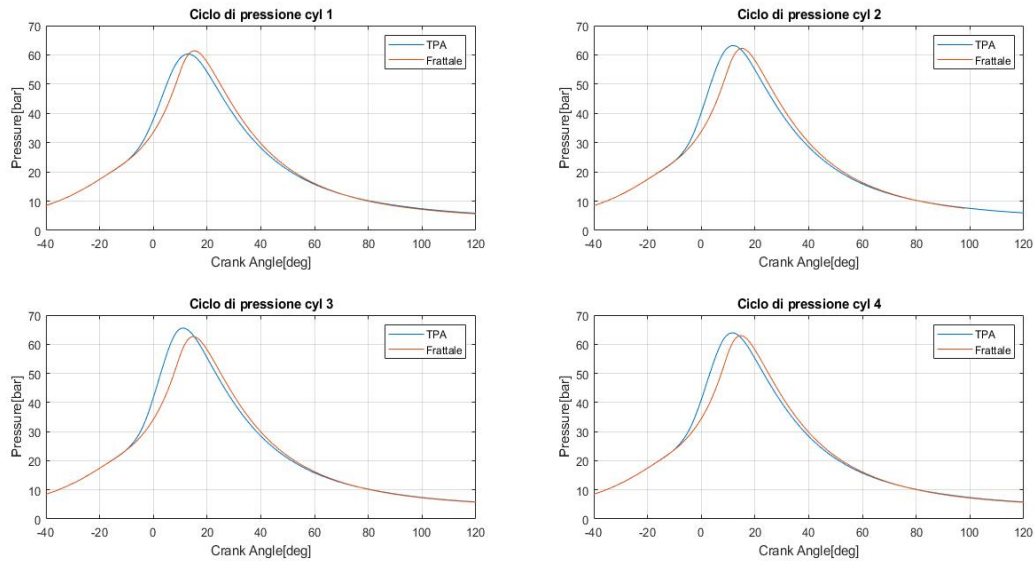 Ciclo di pressione cyl 1
70
60
50
40
30
20
10
0
Pressure[bar]
TPA
Frattale
-40 -20 0 20 40 60 80 100 120
Crank Angle[deg]
Ciclo di pressione cyl 2
70
60
50
40
30
20
10
0
Pressure[bar]
TPA
Frattale
-40 -20 0 20 40 60 80 100 120
Crank Angle[deg]
Ciclo di pressione cyl 3
70
60
50
40
30
20
10
0
Pressure[bar]
TPA
Frattale
-40 -20 0 20 40 60 80 100 120
Crank Angle[deg]
Ciclo di pressione cyl 4
70
60
50
40
30
20
10
0
Pressure[bar]
TPA
Frattale
-40 -20 0 20 40 60 80 100 120
Crank Angle[deg]